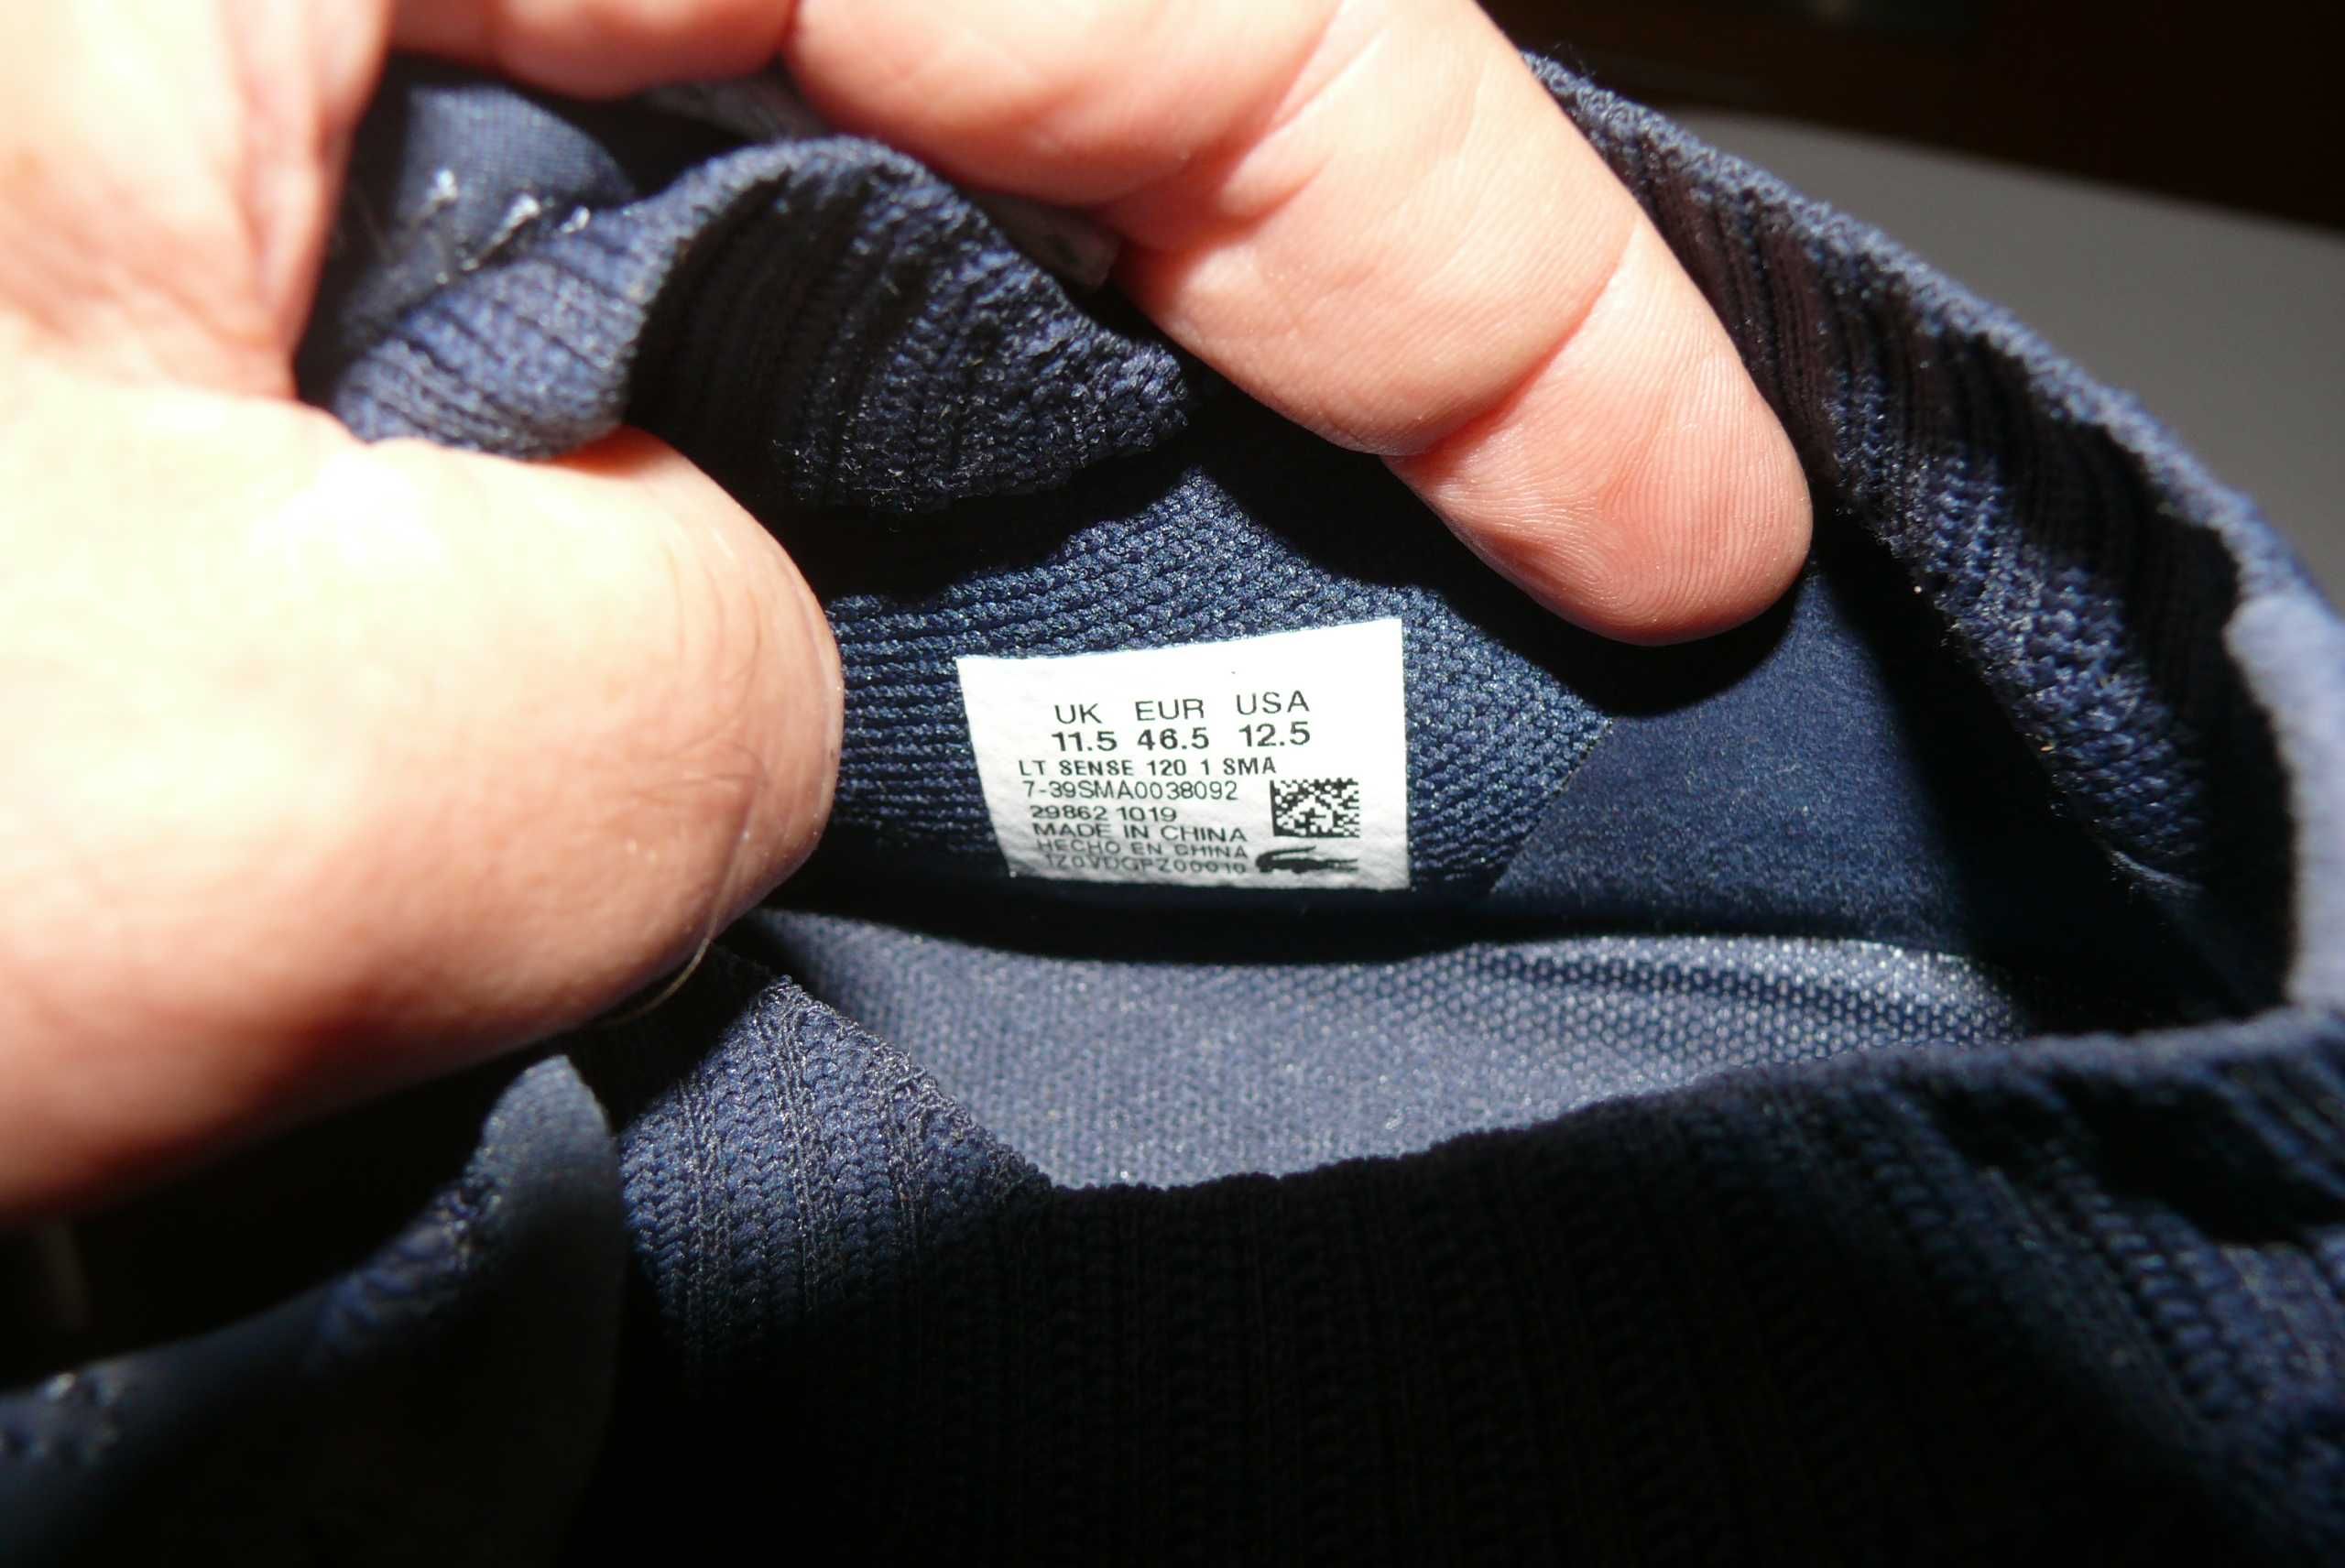 UK EUR USA
11.5 46.5 12.5
LT SENSE 120 1 SMA
7-39SMA0038092
29862 1019
MADE IN CHINA
HECHO EN CHINA